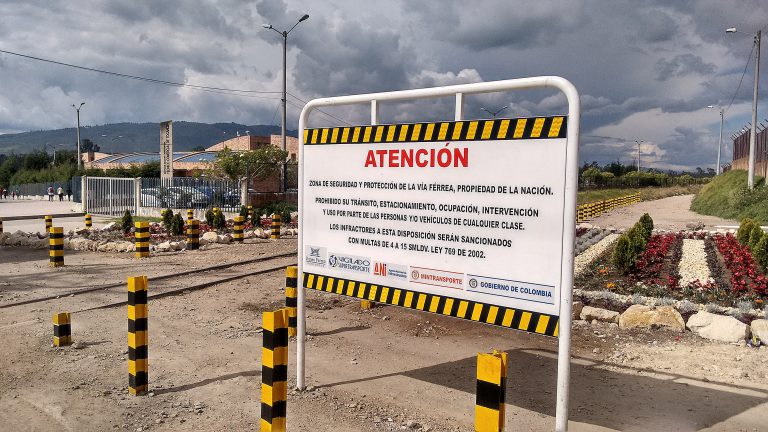 ATENCIÓN
ZONA DE SEGURIDAD Y PROTECCIÓN DE LA VÍA FÉRREA, PROPIEDAD DE LA NACIÓN.
PROHIBIDO SU TRÁNSITO, ESTACIONAMIENTO, OCUPACIÓN, INTERVENCIÓN
Y USO POR PARTE DE LAS PERSONAS Y/O VEHÍCULOS DE CUALQUIER CLASE.
LOS INFRACTORES A ESTA DISPOSICIÓN SERÁN SANCIONADOS
CON MULTAS DE 4 A 15 SMLDV. LEY 769 DE 2002.
VIGILADO
SUPERTRANSPORTE
ANI
MINTRANSPORTE
GOBIERNO DE COLOMBIA